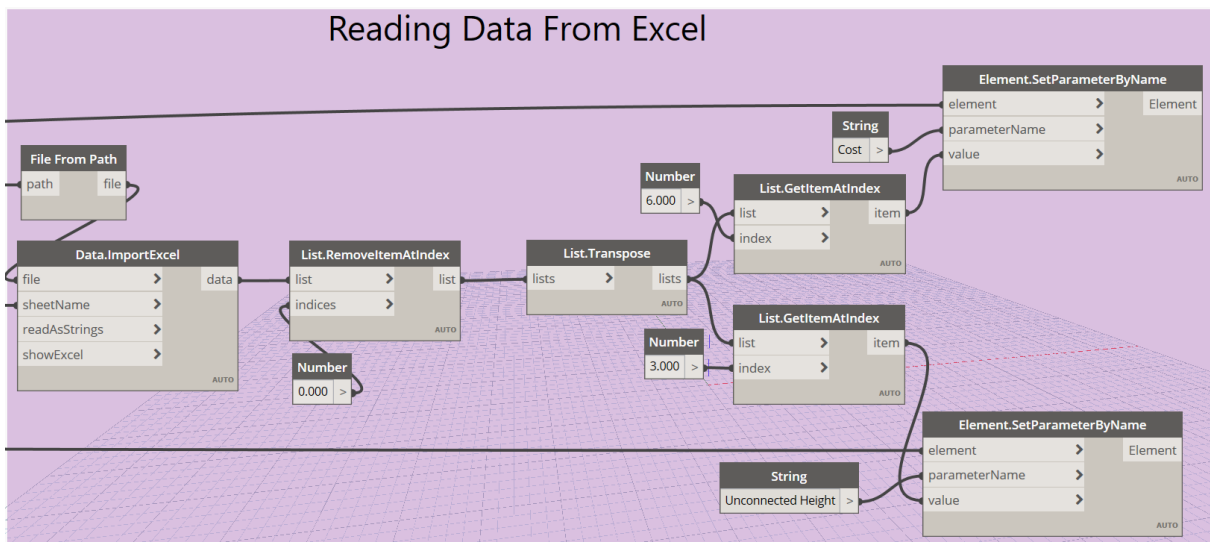 Reading Data From Excel
Element.SetParameterByName
element > Element
parameterName >
value >
AUTO
String
Cost >
File From Path
path file
Number
6.000 >
List.GetItemAtIndex
list > item
index >
AUTO
Data.ImportExcel
file > data
sheetName >
readAsStrings >
showExcel >
AUTO
List.RemoveItemAtIndex
list > list
indices >
AUTO
Number
0.000 >
List.Transpose
lists > lists
AUTO
Number
3.000 >
List.GetItemAtIndex
list > item
index >
AUTO
Element.SetParameterByName
element > Element
parameterName >
value >
AUTO
String
Unconnected Height >